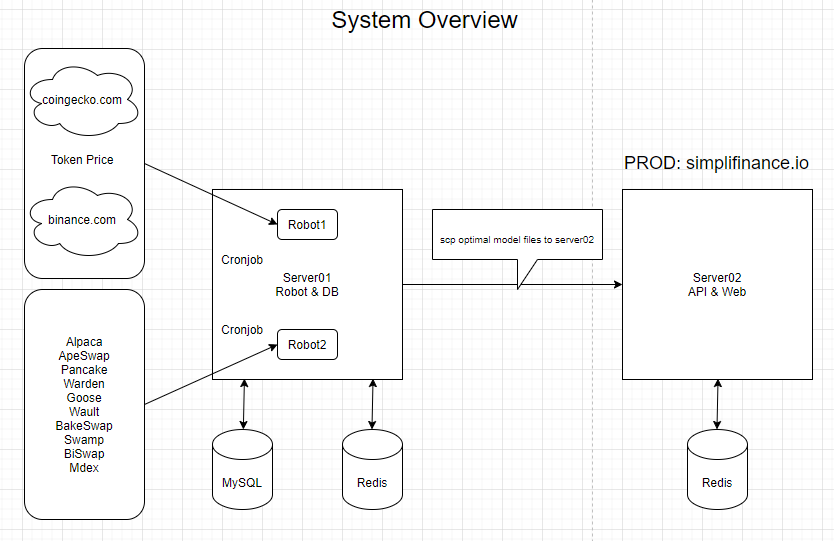 System Overview
coingecko.com
Token Price
binance.com
Alpaca
ApeSwap
Pancake
Warden
Goose
Wault
BakeSwap
Swamp
BiSwap
Mdex
Robot1
Cronjob
Server01
Robot & DB
Cronjob
Robot2
MySQL
Redis
scp optimal model files to server02
PROD: simplifinance.io
Server02
API & Web
Redis